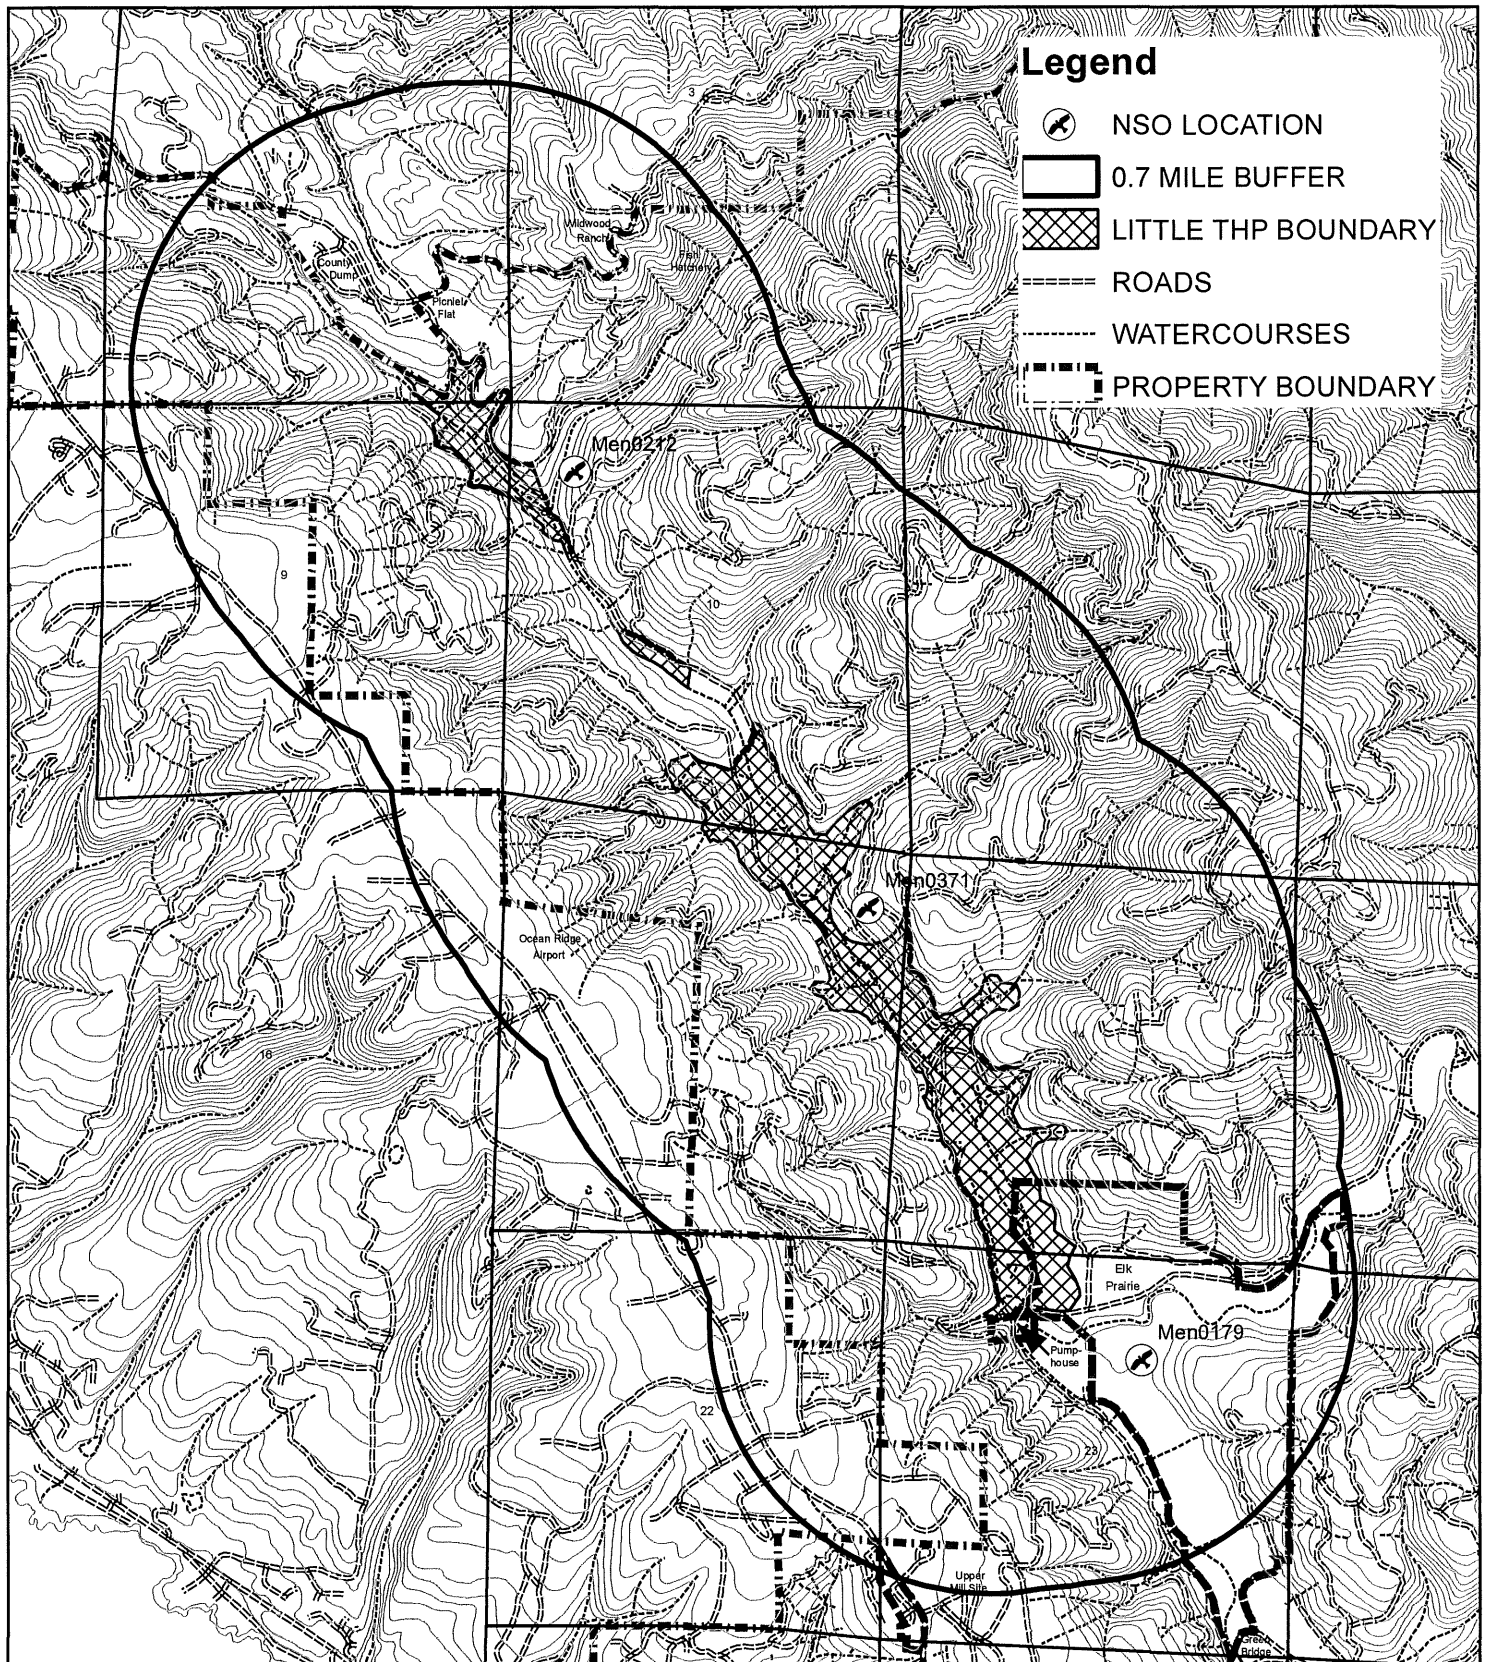 Legend
NSO LOCATION
0.7 MILE BUFFER
LITTLE THP BOUNDARY
ROADS
WATERCOURSES
PROPERTY BOUNDARY
3
Wildwood
Ranch
Fish
Hatchery
County
Dump
Picnic
Flat
Men0212
9
10
Men0371
Ocean Ridge
Airport
16
14
Elk
Prairie
Men0179
Pump-
house
22
23
Upper
Mill Site
Green
Bridge